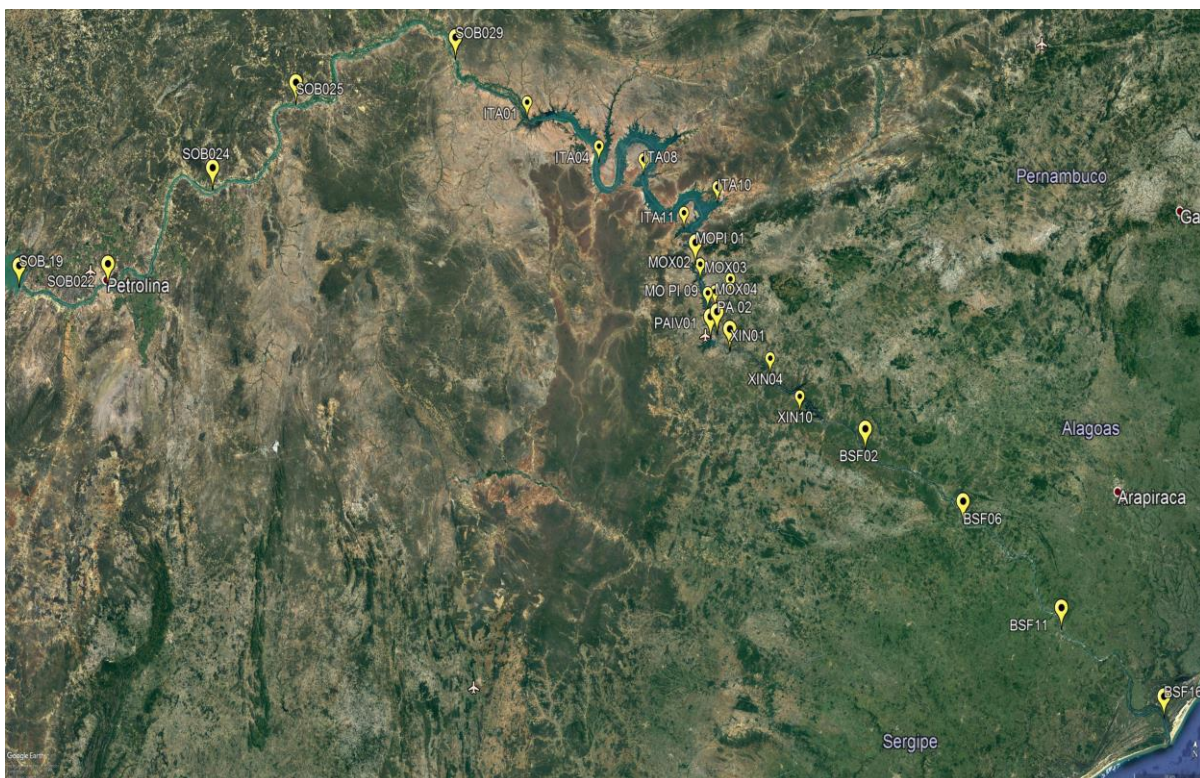 SOB029
SOB025
ITA01
SOB024
ITA04
ITA08
Pernambuco
ITA10
ITA11
MOPI 01
SOB 19
MOX02
MOX03
SOB022
Petrolina
MO PI 09
MOX04
PA 02
PAIV01
XIN01
XIN04
XIN10
Alagoas
BSF02
Arapiraca
BSF06
BSF11
BSF16
Sergipe
Google Earth